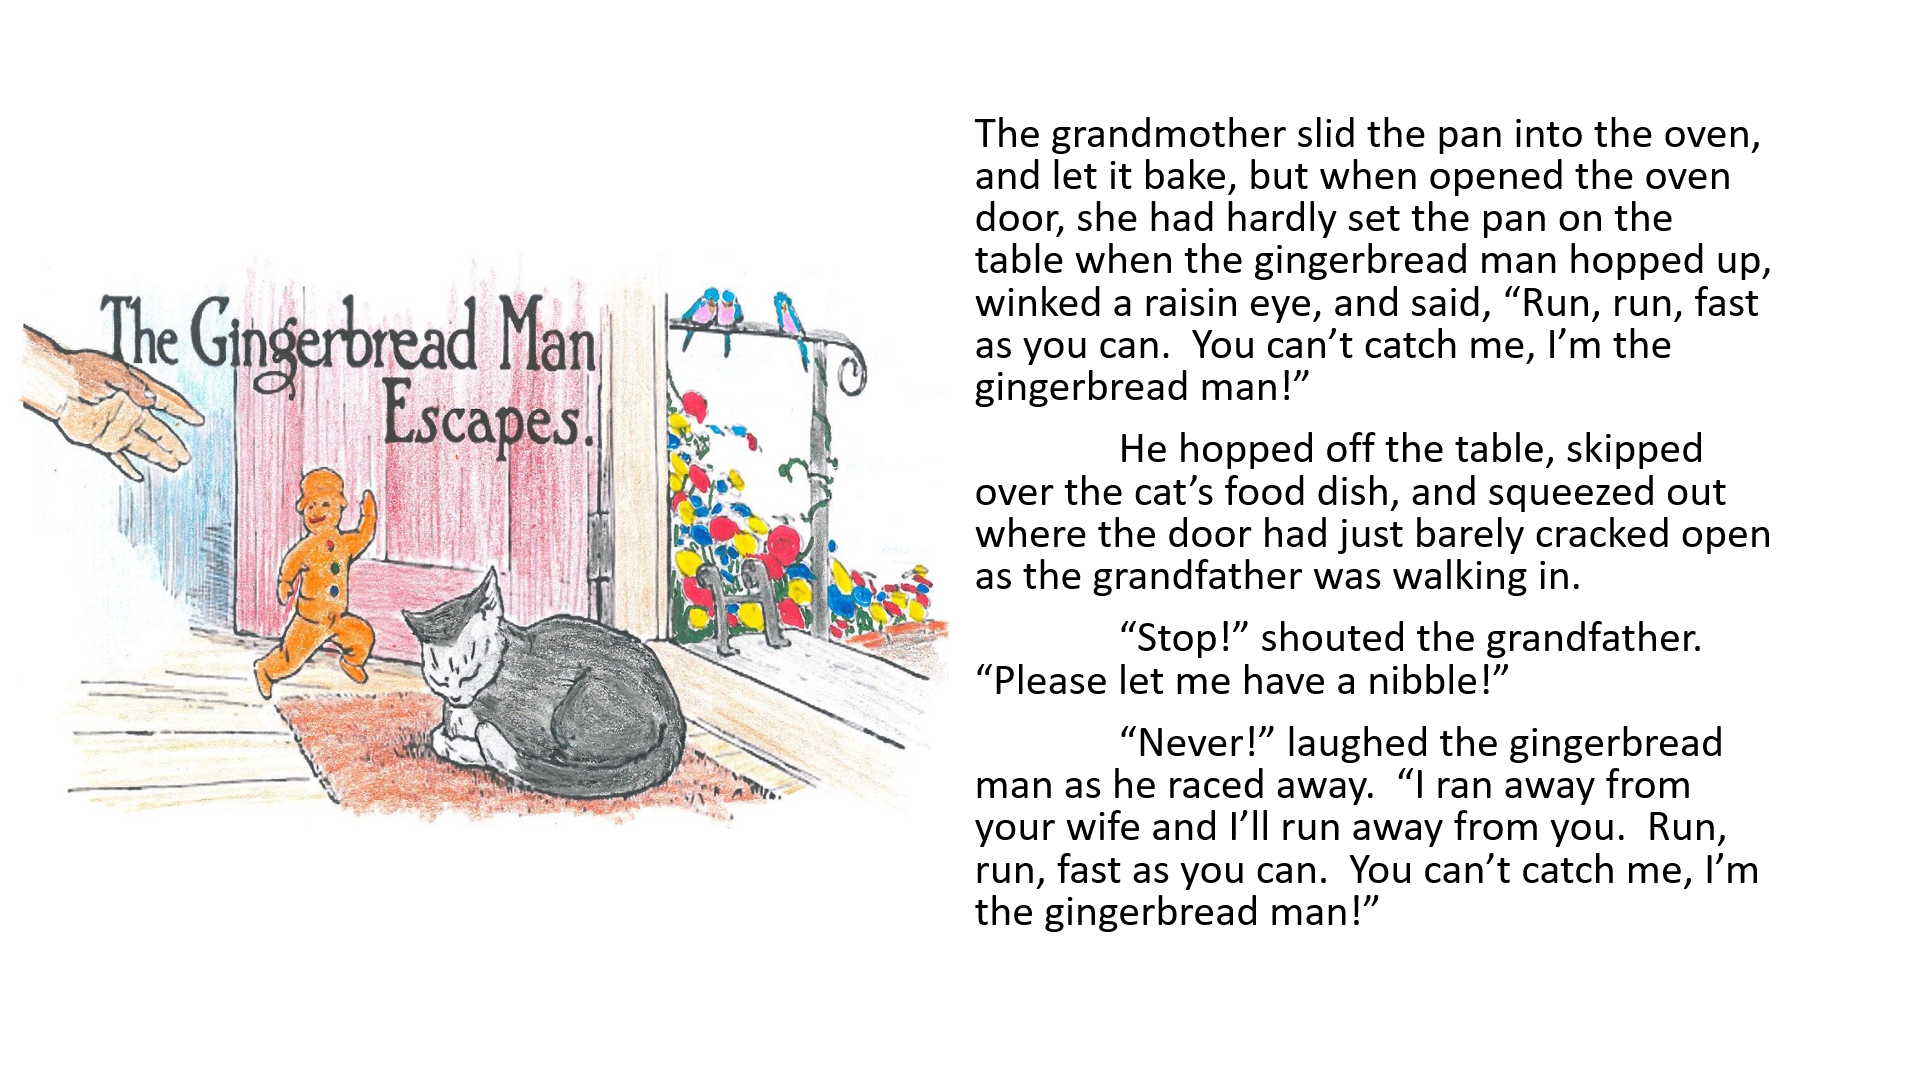 The Gingerbread Man
Escapes.
The grandmother slid the pan into the oven,
and let it bake, but when opened the oven
door, she had hardly set the pan on the
table when the gingerbread man hopped up,
winked a raisin eye, and said, “Run, run, fast
as you can.  You can’t catch me, I’m the
gingerbread man!”
He hopped off the table, skipped
over the cat’s food dish, and squeezed out
where the door had just barely cracked open
as the grandfather was walking in.
“Stop!” shouted the grandfather.
“Please let me have a nibble!”
“Never!” laughed the gingerbread
man as he raced away.  “I ran away from
your wife and I’ll run away from you.  Run,
run, fast as you can.  You can’t catch me, I’m
the gingerbread man!”